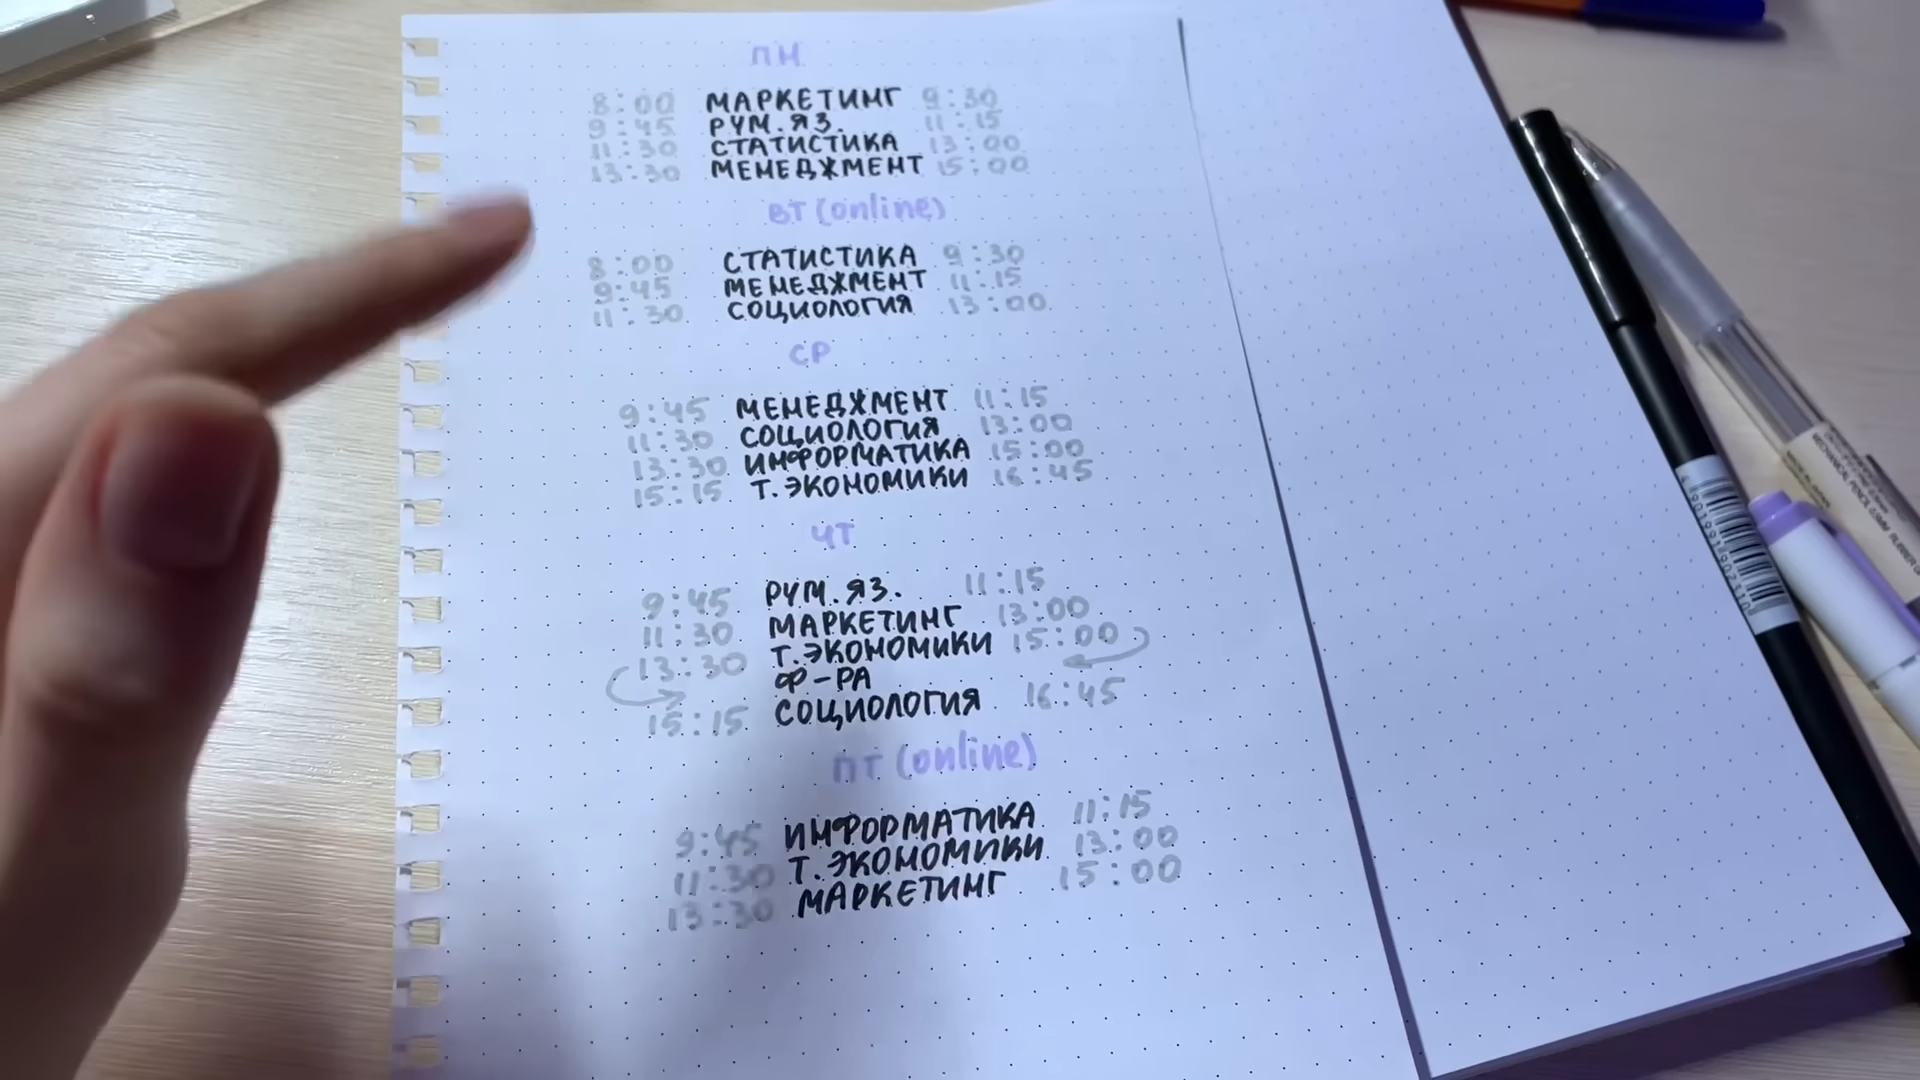 ПН
8:00 МАРКЕТИНГ 9:30
9:45 РУМ.ЯЗ. 11:15
11:30 СТАТИСТИКА 13:00
13:30 МЕНЕДЖМЕНТ 15:00
ВТ (online)
8:00 СТАТИСТИКА 9:30
9:45 МЕНЕДЖМЕНТ 11:15
11:30 СОЦИОЛОГИЯ 13:00
СР
9:45 МЕНЕДЖМЕНТ 11:15
11:30 СОЦИОЛОГИЯ 13:00
13:30 ИНФОРМАТИКА 15:00
15:15 Т.ЭКОНОМИКИ 16:45
ЧТ
9:45 РУМ.ЯЗ. 11:15
11:30 МАРКЕТИНГ 13:00
13:30 Т.ЭКОНОМИКИ 15:00
Ф-РА
15:15 СОЦИОЛОГИЯ 16:45
ПТ (online)
9:45 ИНФОРМАТИКА 11:15
11:30 Т.ЭКОНОМИКИ 13:00
13:30 МАРКЕТИНГ 15:00